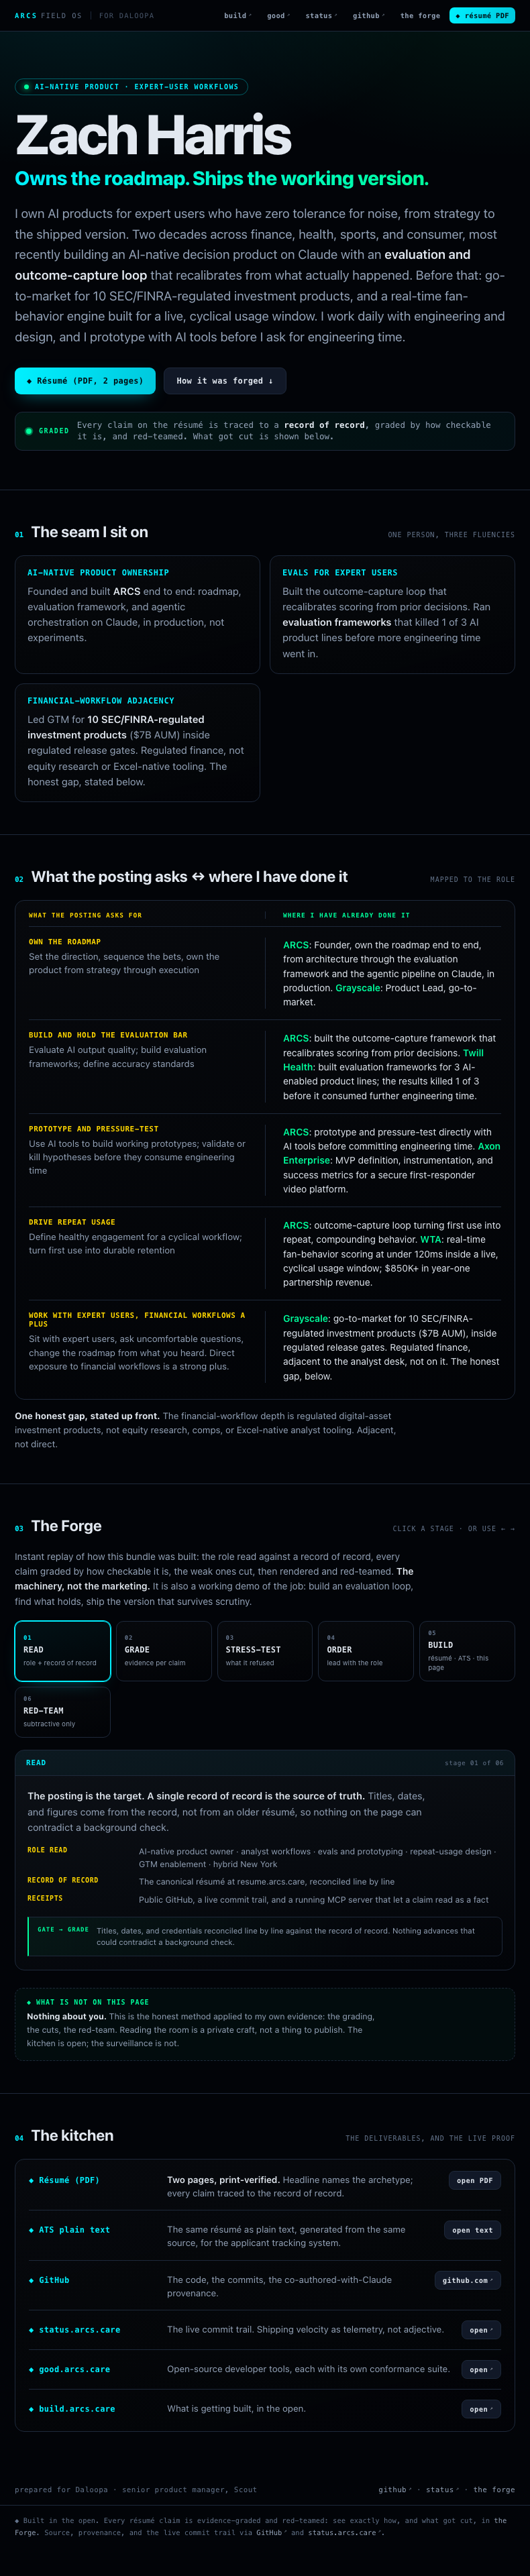 ARCS FIELD OS | FOR DALOOPA
build↗ good↗ status↗ github↗ the forge ◆ résumé PDF
AI-NATIVE PRODUCT · EXPERT-USER WORKFLOWS
Zach Harris
Owns the roadmap. Ships the working version.
I own AI products for expert users who have zero tolerance for noise, from strategy to
the shipped version. Two decades across finance, health, sports, and consumer, most
recently building an AI-decision product on Claude with an evaluation and
outcome-capture loop that recalibrates from what actually happened. Before that: go-
to-market for 10 SEC/FINRA-regulated investment products, and a real-time fan-
behavior engine built for a live, cyclical usage window. I work daily with engineering and
design, and I prototype with AI tools before I ask for engineering time.
◆ Résumé (PDF, 2 pages)
How it was forged ↓
GRADED
Every claim on the résumé is traced to a record of record, graded by how checkable
it is, and red-teamed. What got cut is shown below.
01 The seam I sit on
ONE PERSON, THREE FLUENCIES
AI-NATIVE PRODUCT OWNERSHIP
Founded and built ARCS end to end: roadmap,
evaluation framework, and agentic
orchestration on Claude, in production, not
experiments.
EVALS FOR EXPERT USERS
Built the outcome-capture loop that
recalibrates scoring from prior decisions. Ran
evaluation frameworks that killed 1 of 3 AI
product lines before more engineering time
went in.
FINANCIAL-WORKFLOW ADJACENCY
Led GTM for 10 SEC/FINRA-regulated
investment products ($7B AUM) inside
regulated release gates. Regulated finance, not
equity research or Excel-native tooling. The
honest gap, stated below.
02 What the posting asks ↔ where I have done it
MAPPED TO THE ROLE
WHAT THE POSTING ASKS FOR
WHERE I HAVE ALREADY DONE IT
OWN THE ROADMAP
Set the direction, sequence the bets, own the
product from strategy through execution
ARCS: Founder, own the roadmap end to end,
from architecture through the evaluation
framework and the agentic pipeline on Claude, in
production. Grayscale: Product Lead, go-to-
market.
BUILD AND HOLD THE EVALUATION BAR
Evaluate AI output quality; build evaluation
frameworks; define accuracy standards
ARCS: built the outcome-capture framework that
recalibrates scoring from prior decisions. Twill
Health: built evaluation frameworks for 3 AI-
enabled product lines; the results killed 1 of 3
before it consumed further engineering time.
PROTOTYPE AND PRESSURE-TEST
Use AI tools to build working prototypes; validate or
kill hypotheses before they consume engineering
time
ARCS: prototype and pressure-test directly with
AI tools before committing engineering time. Axon
Enterprise: MVP definition, instrumentation, and
success metrics for a secure first-responder
video platform.
DRIVE REPEAT USAGE
Define healthy engagement for a cyclical workflow;
turn first use into durable retention
ARCS: outcome-capture loop turning first use into
repeat, compounding behavior. WTA: real-time
fan-behavior scoring at under 120ms inside a live,
cyclical usage window; $850K+ in year-one
partnership revenue.
WORK WITH EXPERT USERS, FINANCIAL WORKFLOWS A
PLUS
Sit with expert users, ask uncomfortable questions,
change the roadmap from what you heard. Direct
exposure to financial workflows is a strong plus.
Grayscale: go-to-market for 10 SEC/FINRA-
regulated investment products ($7B AUM), inside
regulated release gates. Regulated finance,
adjacent to the analyst desk, not on it. The honest
gap, below.
One honest gap, stated up front. The financial-workflow depth is regulated digital-asset
investment products, not equity research, comps, or Excel-native analyst tooling. Adjacent,
not direct.
03 The Forge
CLICK A STAGE · OR USE ← →
Instant replay of how this bundle was built: the role read against a record of record, every
claim graded by how checkable it is, the weak ones cut, then rendered and red-teamed. The
machinery, not the marketing. It is also a working demo of the job: build an evaluation loop,
find what holds, ship the version that survives scrutiny.
01
READ
role + record of record
02
GRADE
evidence per claim
03
STRESS-TEST
what it refused
04
ORDER
lead with the role
05
BUILD
résumé · ATS · this
page
06
RED-TEAM
subtractive only
READ
stage 01 of 06
The posting is the target. A single record of record is the source of truth. Titles, dates,
and figures come from the record, not from an older résumé, so nothing on the page can
contradict a background check.
ROLE READ
AI-native product owner · analyst workflows · evals and prototyping · repeat-usage design ·
GTM enablement · hybrid New York
RECORD OF RECORD
The canonical résumé at resume.arcs.care, reconciled line by line
RECEIPTS
Public GitHub, a live commit trail, and a running MCP server that let a claim read as a fact
GATE → GRADE
Titles, dates, and credentials reconciled line by line against the record of record. Nothing advances that
could contradict a background check.
◆ WHAT IS NOT ON THIS PAGE
Nothing about you. This is the honest method applied to my own evidence: the grading,
the cuts, the red-team. Reading the room is a private craft, not a thing to publish. The
kitchen is open; the surveillance is not.
04 The kitchen
THE DELIVERABLES, AND THE LIVE PROOF
◆ Résumé (PDF)
Two pages, print-verified. Headline names the archetype;
every claim traced to the record of record.
open PDF
◆ ATS plain text
The same résumé as plain text, generated from the same
source, for the applicant tracking system.
open text
◆ GitHub
The code, the commits, the co-authored-with-Claude
provenance.
github.com↗
◆ status.arcs.care
The live commit trail. Shipping velocity as telemetry, not adjective.
open↗
◆ good.arcs.care
Open-source developer tools, each with its own conformance suite.
open↗
◆ build.arcs.care
What is getting built, in the open.
open↗
prepared for Daloopa · senior product manager, Scout
github↗ · status↗ · the forge
◆ Built in the open. Every résumé claim is evidence-graded and red-teamed: see exactly how, and what got cut, in the
Forge. Source, provenance, and the live commit trail via GitHub↗ and status.arcs.care↗.